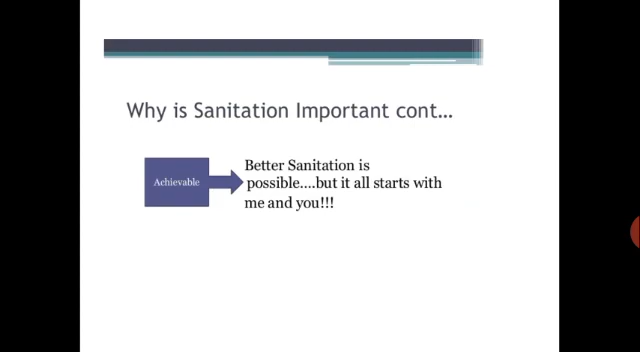 Why is Sanitation Important cont…
Achievable
Better Sanitation is
possible….but it all starts with
me and you!!!